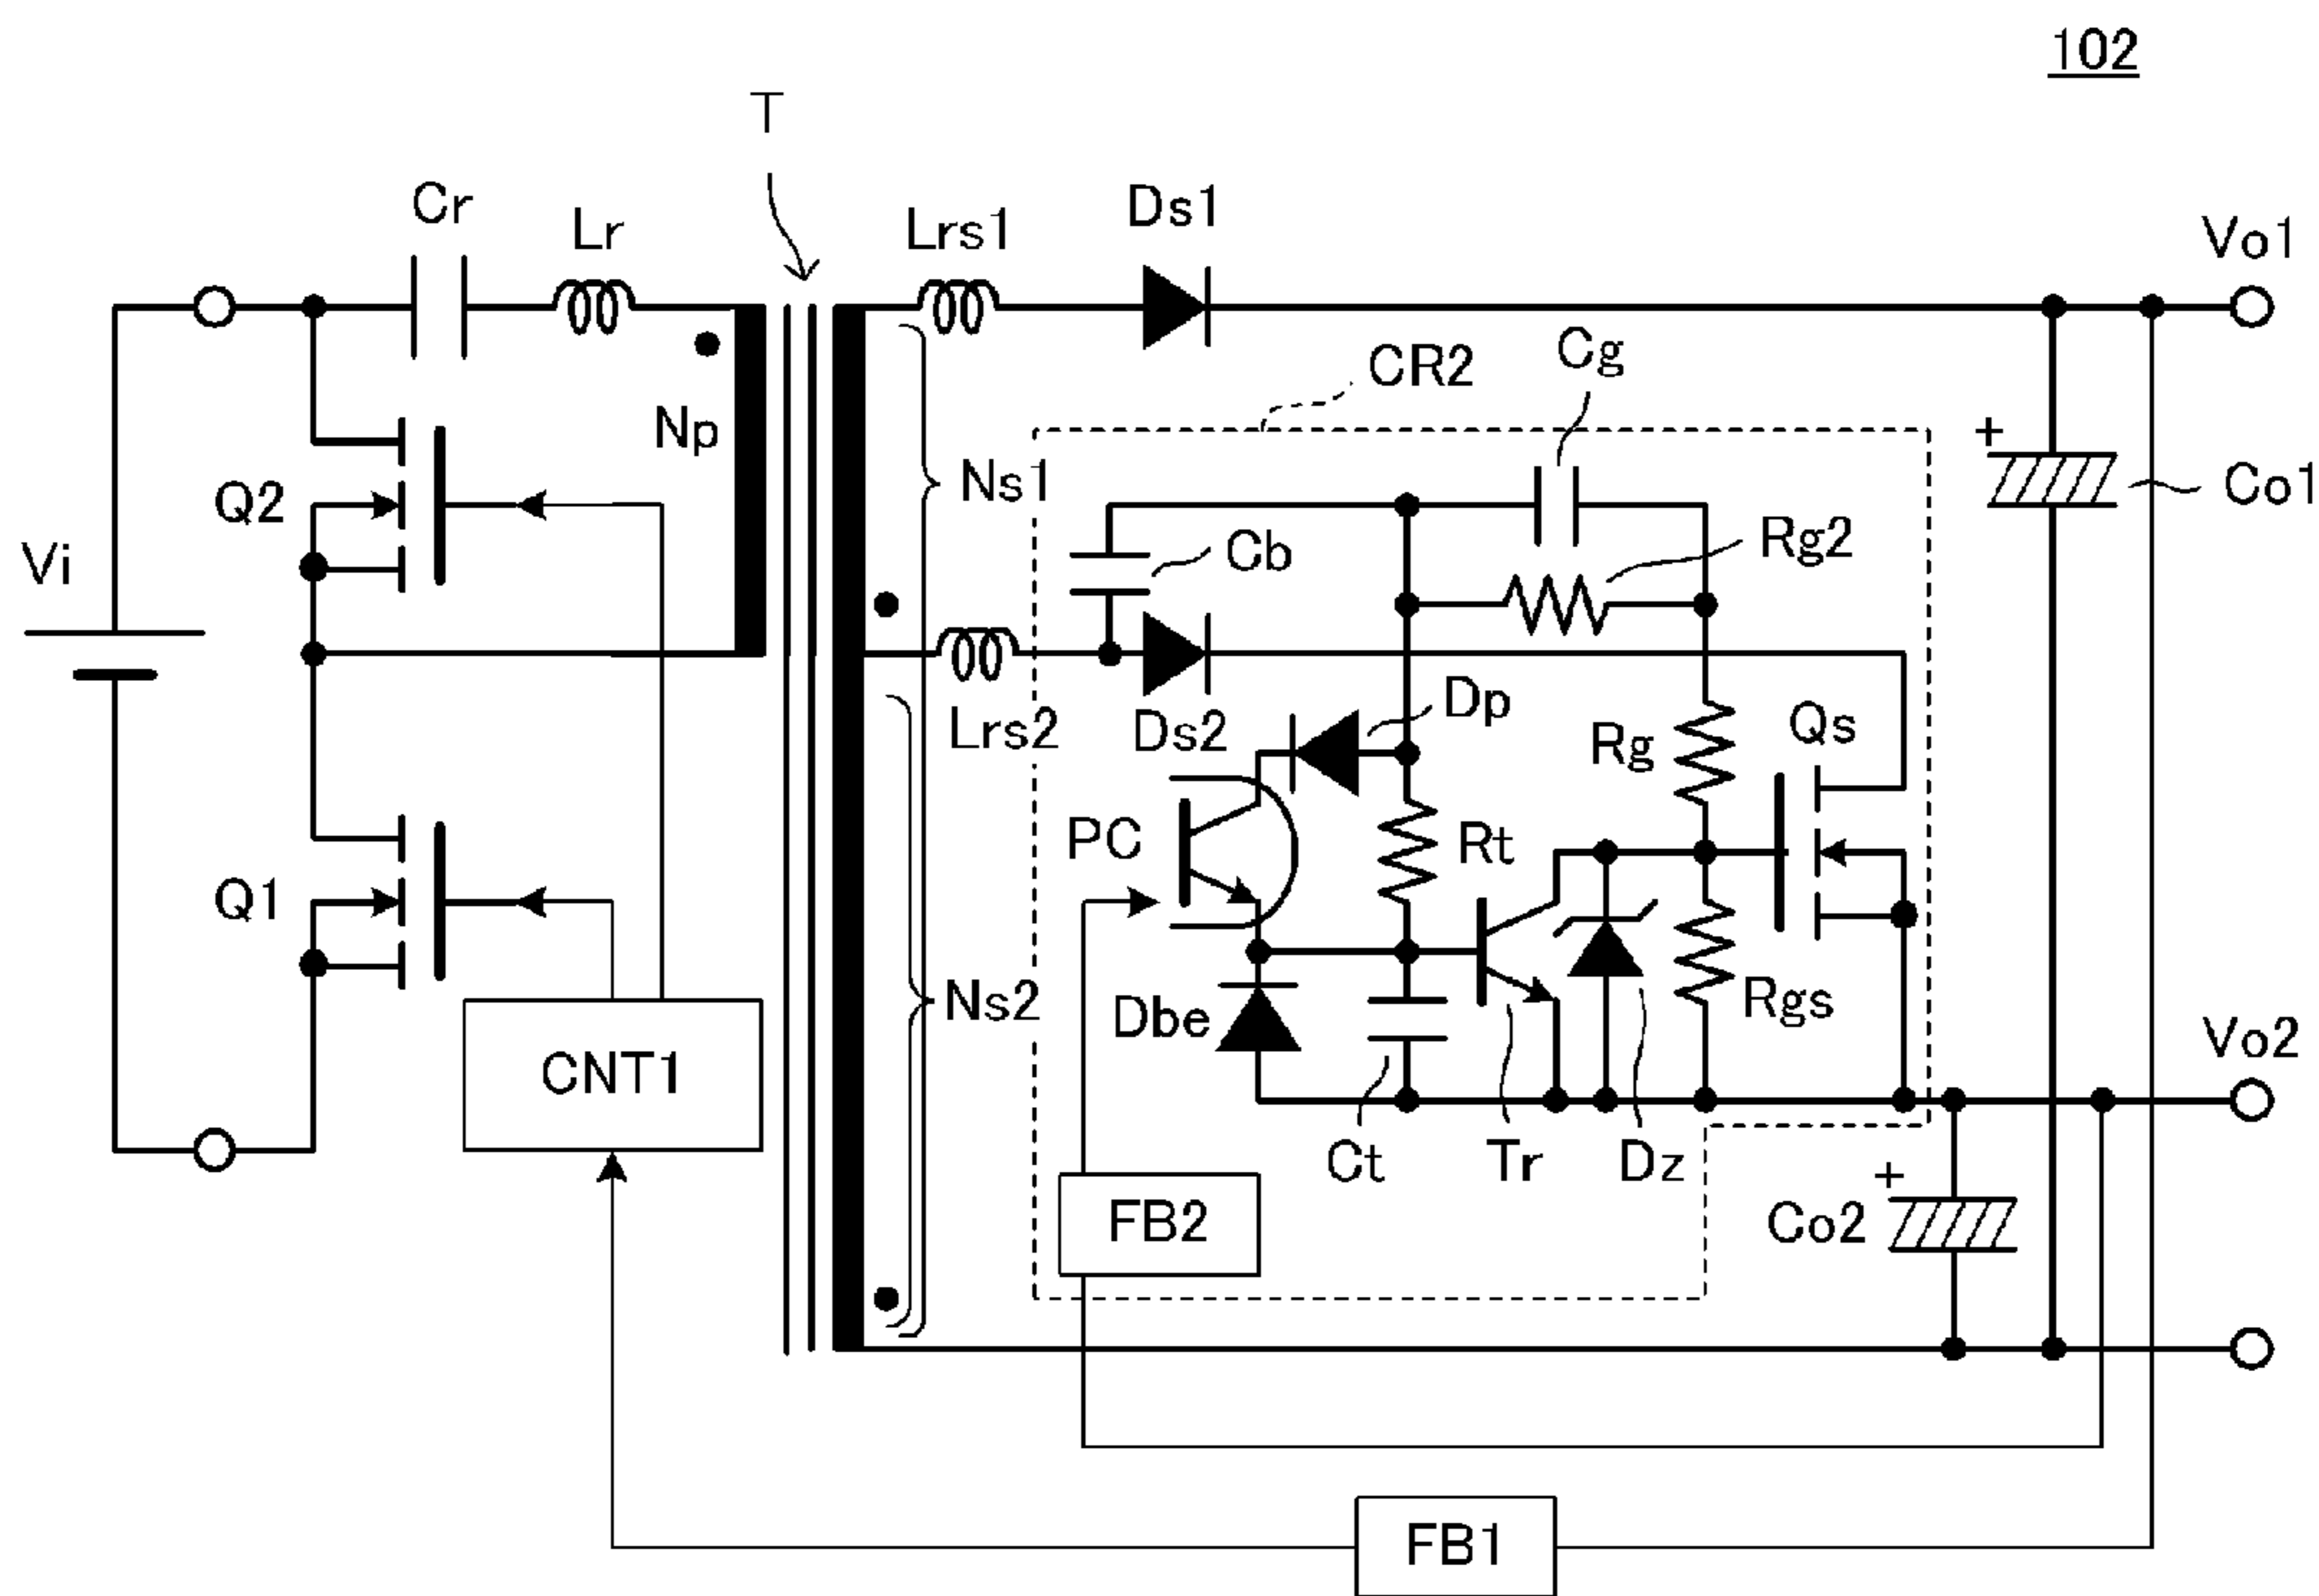 102
T
Cr
Lr
Lrs1
Ds1
Vo1
CR2
Cg
Np
Ns1
Co1
Q2
Cb
Rg2
Vi
Lrs2
Ds2
Dp
Rg
Qs
PC
Rt
Q1
Ns2
Dbe
Rgs
Vo2
CNT1
Ct
Tr
Dz
FB2
Co2
FB1
+
+